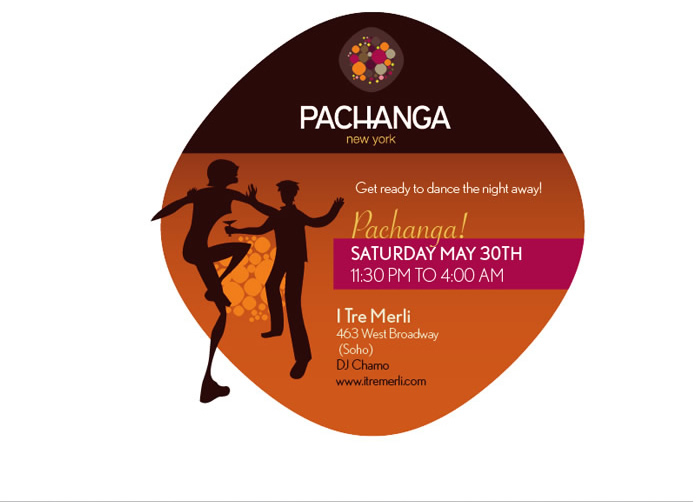 PACHANGA
new york
Get ready to dance the night away!
Pachanga!
SATURDAY MAY 30TH
11:30 PM TO 4:00 AM
I Tre Merli
463 West Broadway
(Soho)
DJ Chamo
www.itremerli.com